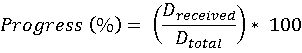 Progress (%) = (D_received / D_total) * 100